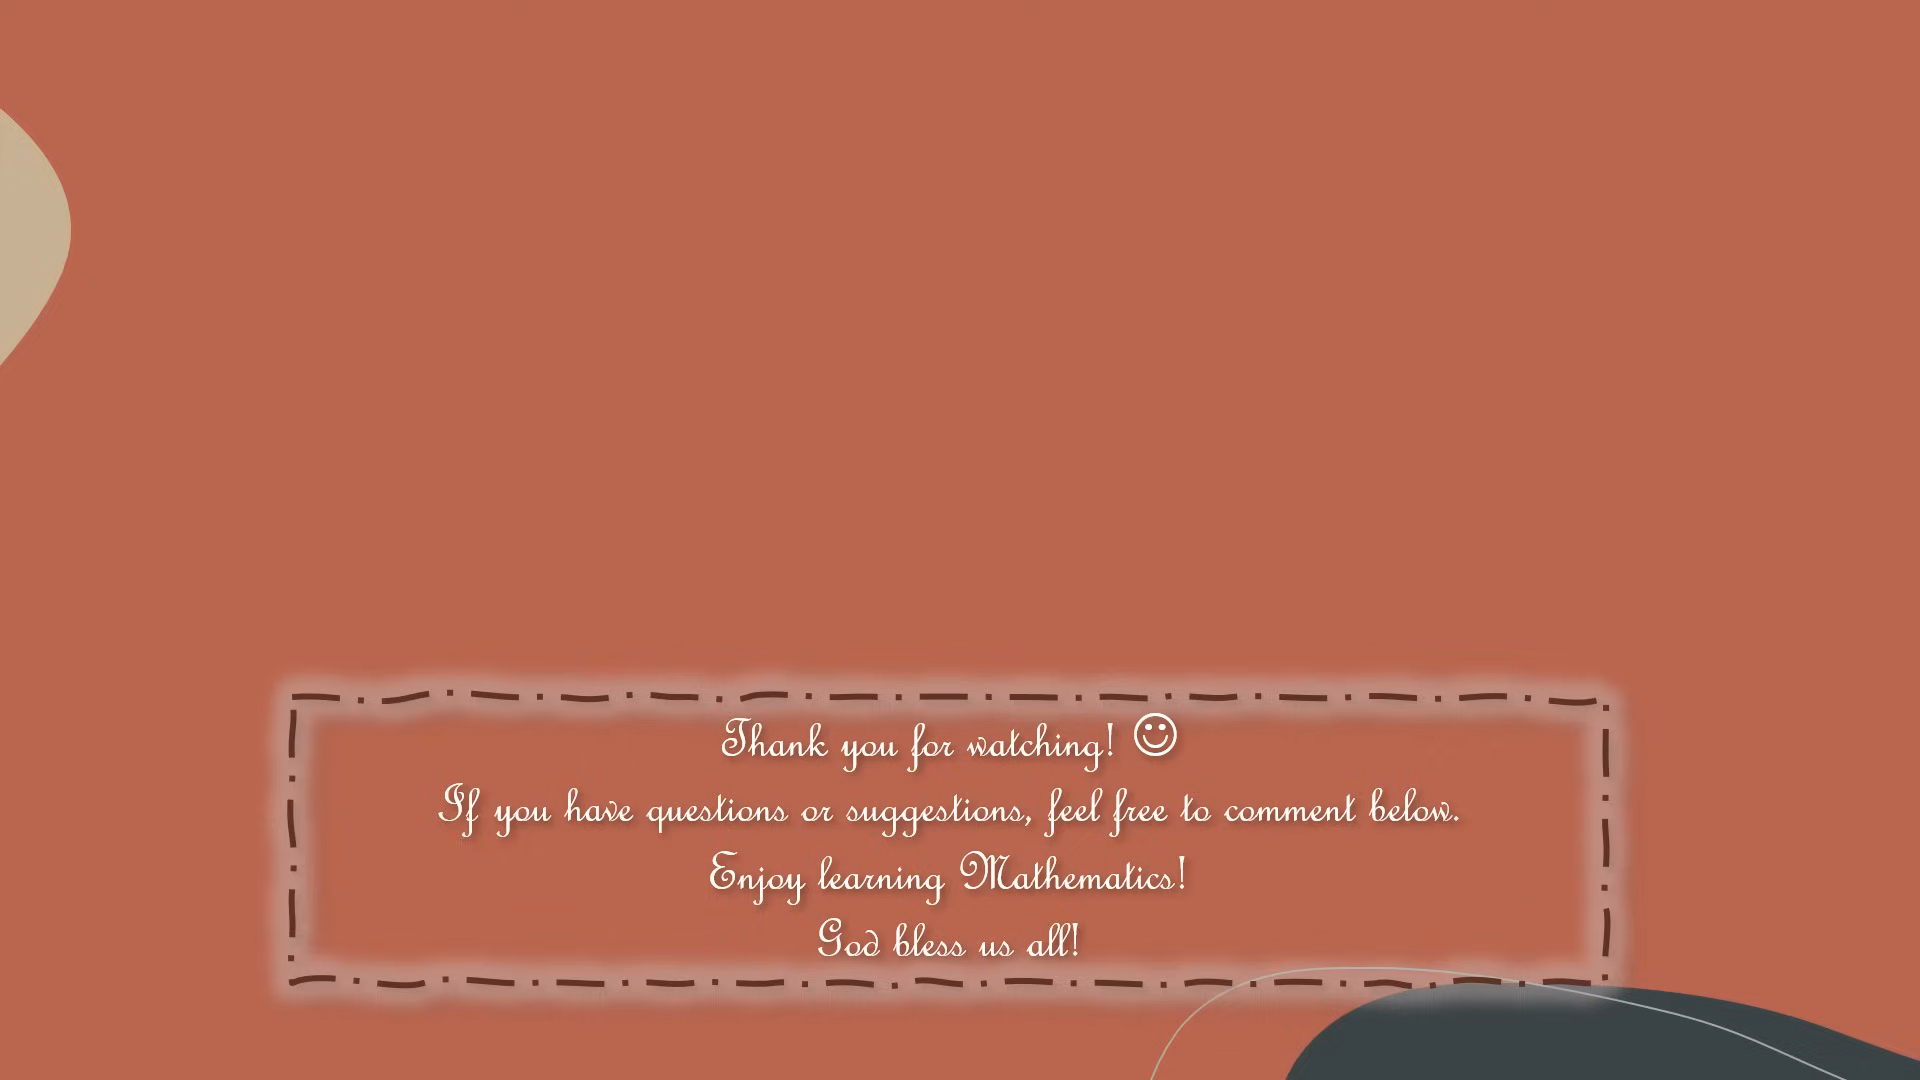 Thank you for watching! ☺
If you have questions or suggestions, feel free to comment below.
Enjoy learning Mathematics!
God bless us all!